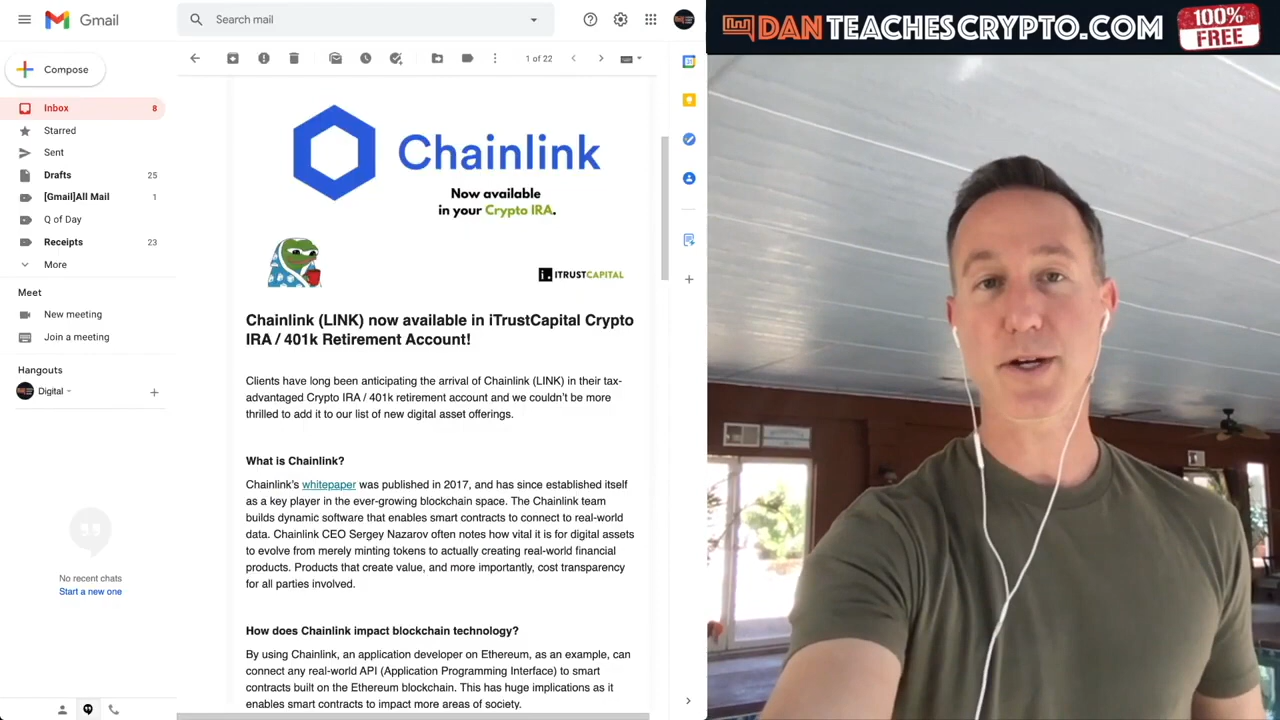 Gmail
Search mail
DANTEACHESCRYPTO.COM
100%
FREE
Compose
1 of 22
31
Inbox 8
Starred
Sent
Drafts 25
[Gmail]All Mail 1
Q of Day
Receipts 23
More
Meet
New meeting
Join a meeting
Hangouts
Digital
No recent chats
Start a new one
Chainlink
Now available
in your Crypto IRA.
i. ITRUSTCAPITAL
Chainlink (LINK) now available in iTrustCapital Crypto
IRA / 401k Retirement Account!
Clients have long been anticipating the arrival of Chainlink (LINK) in their tax-
advantaged Crypto IRA / 401k retirement account and we couldn't be more
thrilled to add it to our list of new digital asset offerings.
What is Chainlink?
Chainlink's whitepaper was published in 2017, and has since established itself
as a key player in the ever-growing blockchain space. The Chainlink team
builds dynamic software that enables smart contracts to connect to real-world
data. Chainlink CEO Sergey Nazarov often notes how vital it is for digital assets
to evolve from merely minting tokens to actually creating real-world financial
products. Products that create value, and more importantly, cost transparency
for all parties involved.
How does Chainlink impact blockchain technology?
By using Chainlink, an application developer on Ethereum, as an example, can
connect any real-world API (Application Programming Interface) to smart
contracts built on the Ethereum blockchain. This has huge implications as it
enables smart contracts to impact more areas of society.